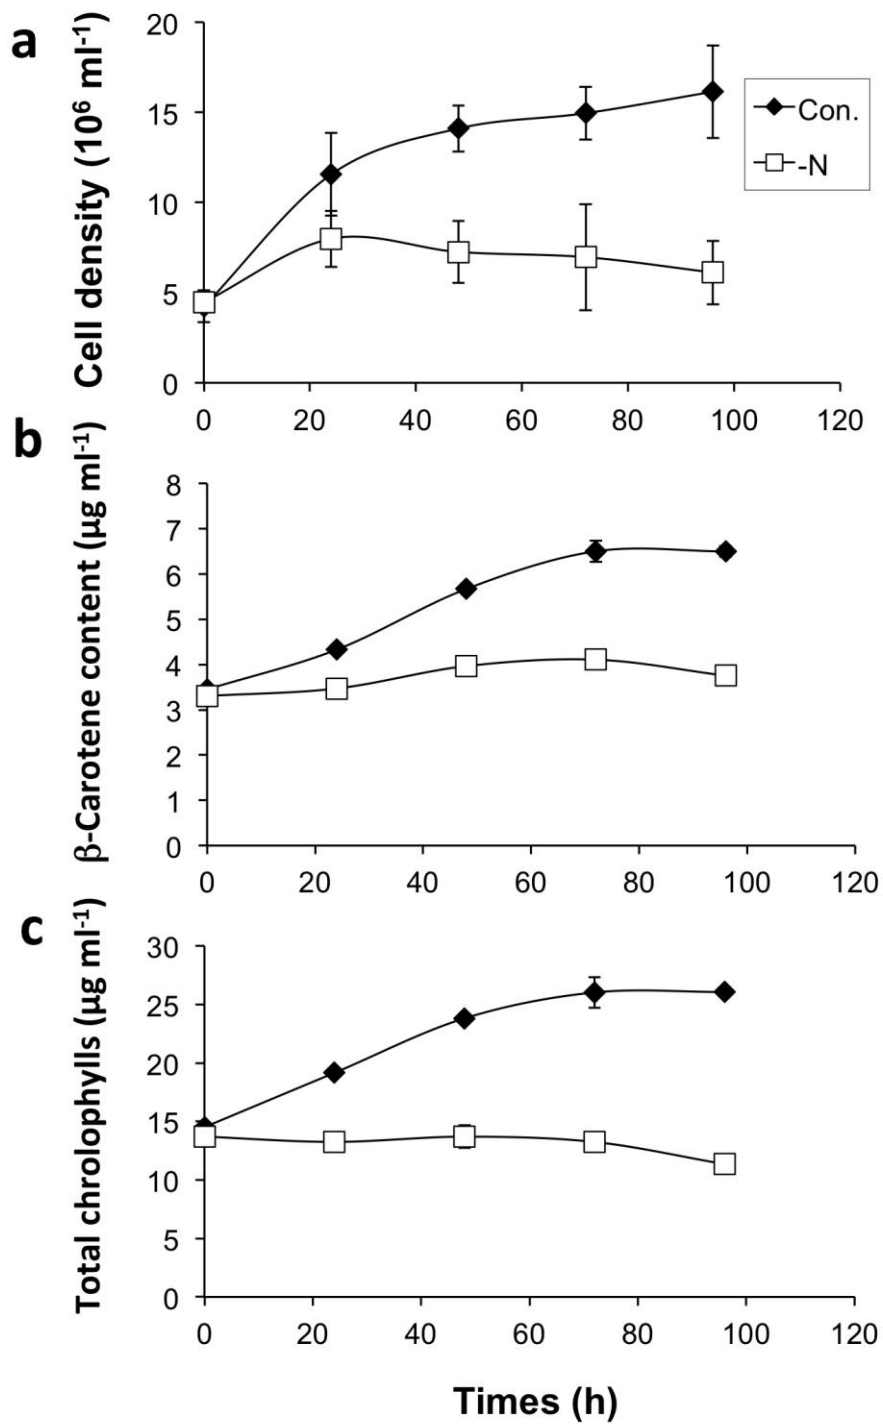 a
Cell density (10⁶ ml⁻¹)
20
15
10
5
0
0 20 40 60 80 100 120
Con.
-N
b
β-Carotene content (µg ml⁻¹)
8
7
6
5
4
3
2
1
0
0 20 40 60 80 100 120
c
Total chrolophylls (µg ml⁻¹)
30
25
20
15
10
5
0
0 20 40 60 80 100 120
Times (h)